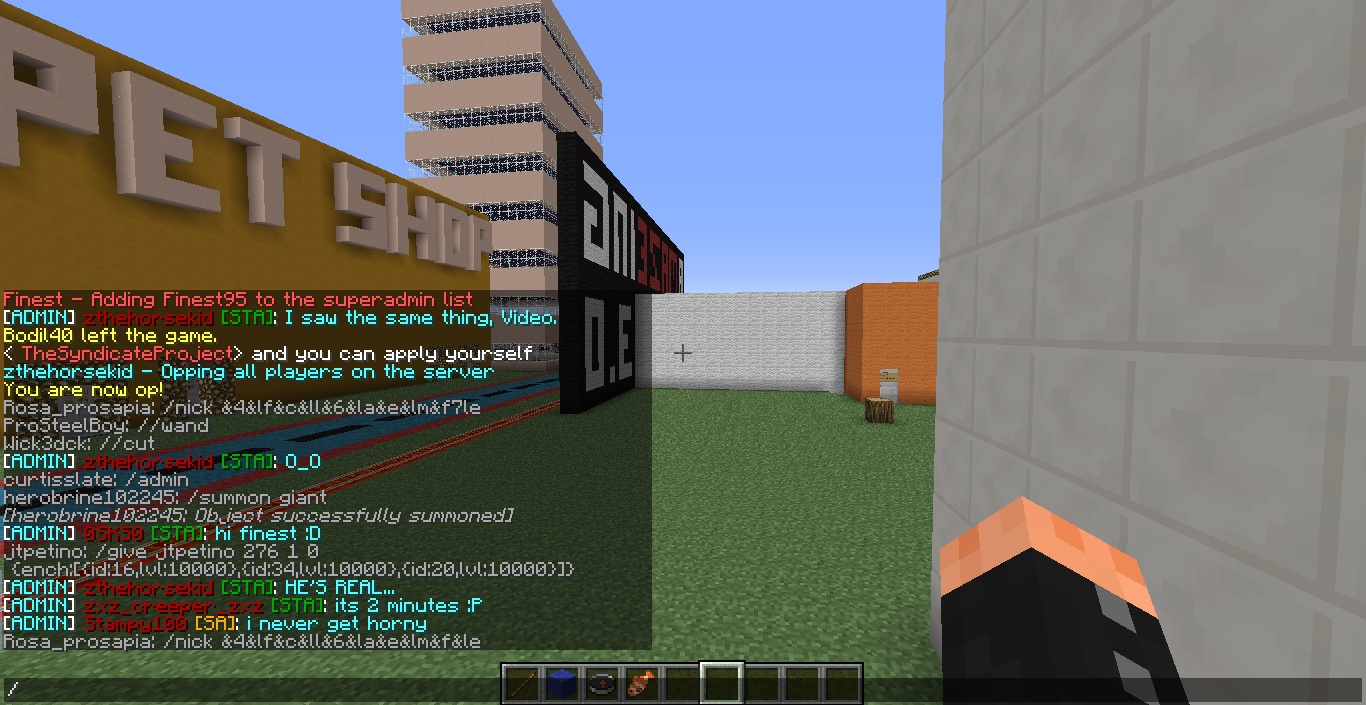 PET SHOP
Finest - Adding Finest95 to the superadmin list
[ADMIN] zthehorsekid [STA]: I saw the same thing, Video.
Bodil40 left the game.
< TheSyndicateProject> and you can apply yourself
zthehorsekid - Opping all players on the server
You are now op!
Rosa_prosapia: /nick &4&lf&c&ll&6&la&e&lm&f7le
ProSteelBoy: //wand
Wick3dck: //cut
[ADMIN] zthehorsekid [STA]: O_O
curtisslate: /admin
herobrine102245: /summon giant
[herobrine102245: Object successfully summoned]
[ADMIN] 0SKS0 [STA]: hi finest :D
jtpetino: /give jtpetino 276 1 0
{ench:[{id:16,lvl:10000},{id:34,lvl:10000},{id:20,lvl:10000}]}
[ADMIN] zthehorsekid [STA]: HE'S REAL...
[ADMIN] zxz_creeper_zxz [STA]: its 2 minutes :P
[ADMIN] Stampy100 [SA]: i never get horny
Rosa_prosapia: /nick &4&lf&c&ll&6&la&e&lm&f&le
/